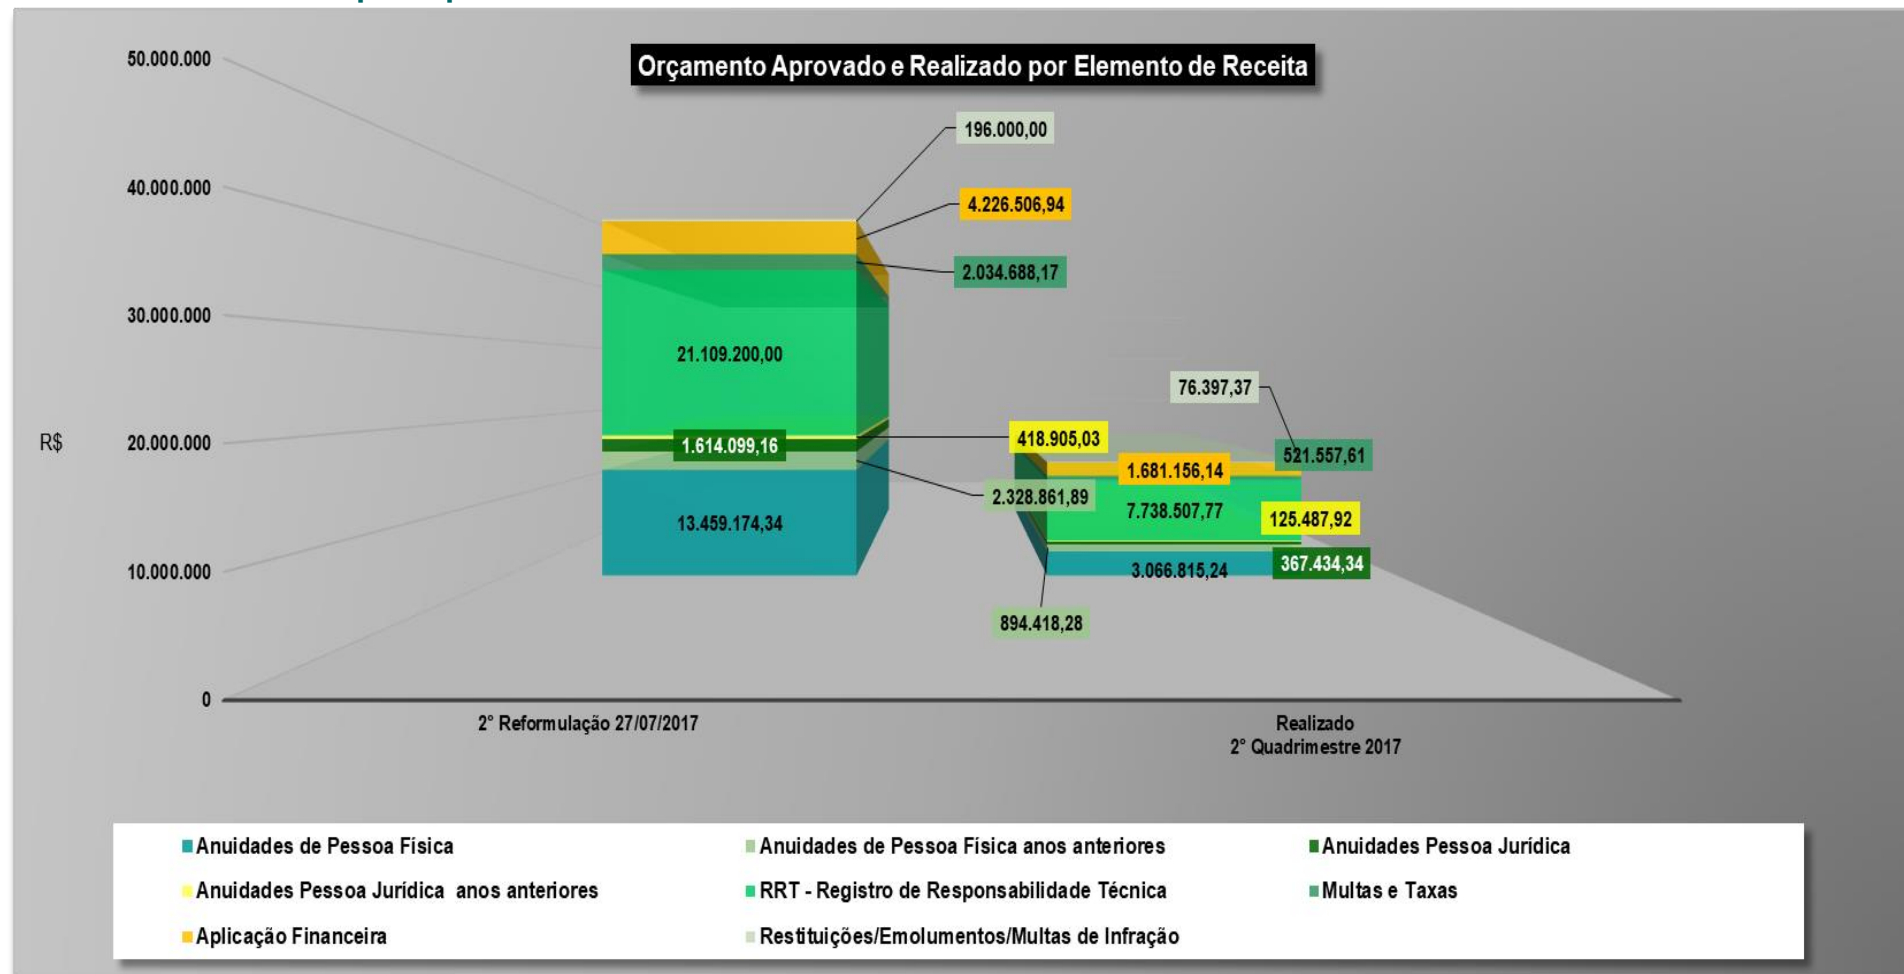 Orçamento Aprovado e Realizado por Elemento de Receita
R$
50.000.000
40.000.000
30.000.000
20.000.000
10.000.000
0
196.000,00
4.226.506,94
2.034.688,17
21.109.200,00
418.905,03
1.614.099,16
2.328.861,89
13.459.174,34
76.397,37
521.557,61
1.681.156,14
7.738.507,77
125.487,92
367.434,34
3.066.815,24
894.418,28
2° Reformulação 27/07/2017
Realizado
2° Quadrimestre 2017
Anuidades de Pessoa Física
Anuidades de Pessoa Física anos anteriores
Anuidades Pessoa Jurídica
Anuidades Pessoa Jurídica anos anteriores
RRT - Registro de Responsabilidade Técnica
Multas e Taxas
Aplicação Financeira
Restituições/Emolumentos/Multas de Infração